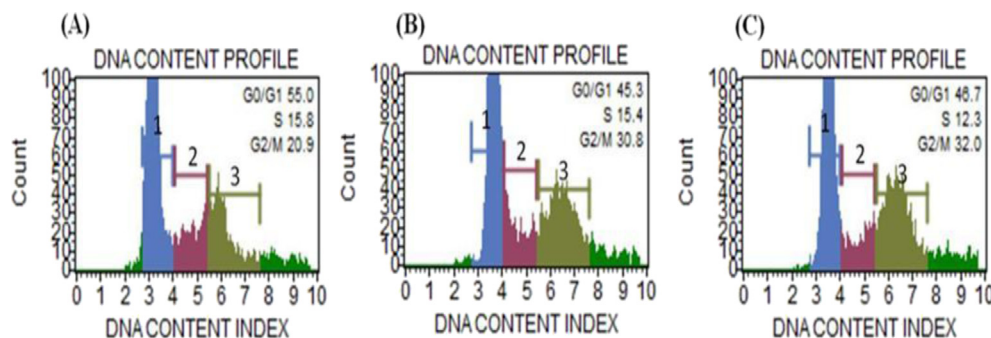 (A)
DNA CONTENT PROFILE
100
90
80
70
60
50
40
30
20
10
0
Count
G0/G1 55.0
S 15.8
G2/M 20.9
1
2
3
0 1 2 3 4 5 6 7 8 9 10
DNA CONTENT INDEX
(B)
DNA CONTENT PROFILE
100
90
80
70
60
50
40
30
20
10
0
Count
G0/G1 45.3
S 15.4
G2/M 30.8
1
2
3
0 1 2 3 4 5 6 7 8 9 10
DNA CONTENT INDEX
(C)
DNA CONTENT PROFILE
100
90
80
70
60
50
40
30
20
10
0
Count
G0/G1 46.7
S 12.3
G2/M 32.0
1
2
3
0 1 2 3 4 5 6 7 8 9 10
DNA CONTENT INDEX